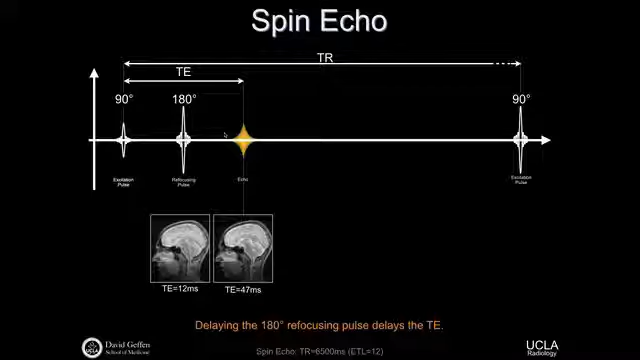 Spin Echo
TR
TE
90°
180°
90°
Excitation
Pulse
Refocusing
Pulse
Echo
Excitation
Pulse
TE=12ms
TE=47ms
Delaying the 180° refocusing pulse delays the TE.
UCLA
David Geffen
School of Medicine
Spin Echo: TR=6500ms (ETL=12)
UCLA
Radiology